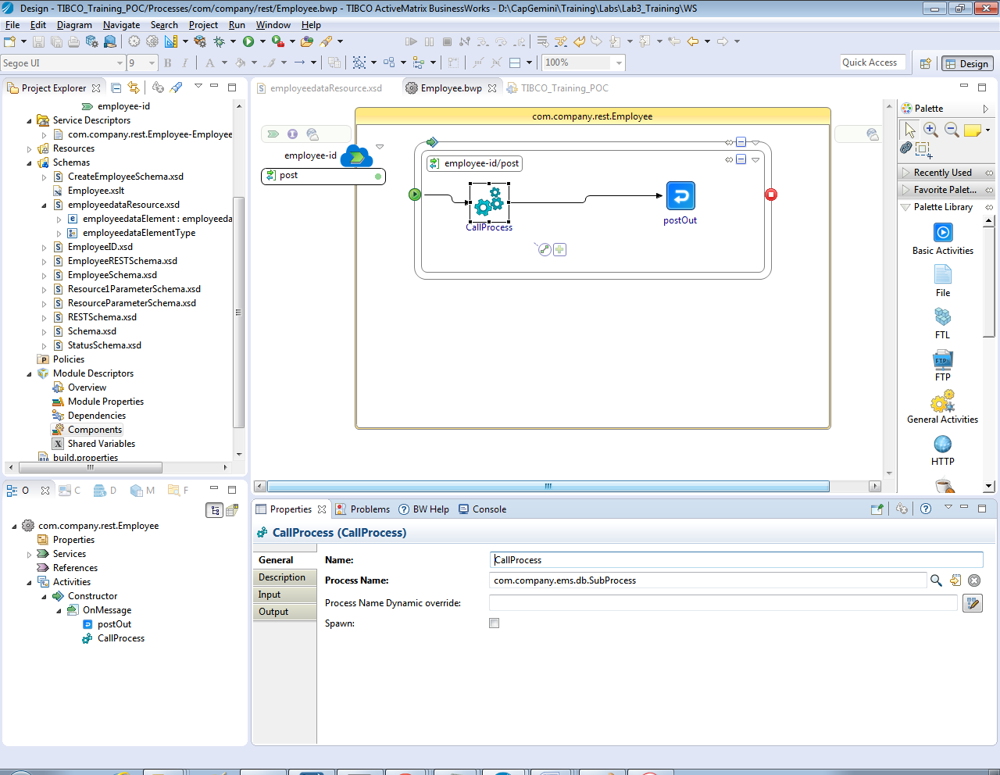 Design - TIBCO_Training_POC/Processes/com/company/rest/Employee.bwp - TIBCO ActiveMatrix BusinessWorks - D:\CapGemini\Training\Labs\Lab3_Training\WS
File Edit Diagram Navigate Search Project Run Window Help
Segoe UI 9 B I A 100% Quick Access Design
Project Explorer
employee-id
Service Descriptors
com.company.rest.Employee-Employee
Resources
Schemas
CreateEmployeeSchema.xsd
Employee.xslt
employeedataResource.xsd
employeedataElement : employeeda
employeedataElementType
EmployeeID.xsd
EmployeeRESTSchema.xsd
EmployeeSchema.xsd
Resource1ParameterSchema.xsd
ResourceParameterSchema.xsd
RESTSchema.xsd
Schema.xsd
StatusSchema.xsd
Policies
Module Descriptors
Overview
Module Properties
Dependencies
Components
Shared Variables
build.properties
employeedataResource.xsd Employee.bwp TIBCO_Training_POC
com.company.rest.Employee
employee-id
post
employee-id/post
CallProcess
postOut
Palette
Recently Used
Favorite Palet...
Palette Library
Basic Activities
File
FTL
FTP
General Activities
HTTP
O C D M F
com.company.rest.Employee
Properties
Services
References
Activities
Constructor
OnMessage
postOut
CallProcess
Properties Problems BW Help Console
CallProcess (CallProcess)
General
Description
Input
Output
Name: CallProcess
Process Name: com.company.ems.db.SubProcess
Process Name Dynamic override:
Spawn: